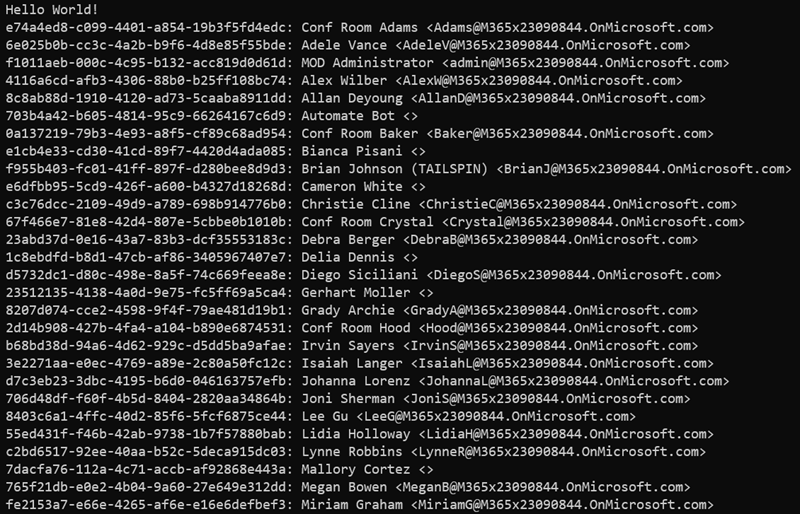 Hello World!
e74a4ed8-c099-4401-a854-19b3f5fd4edc: Conf Room Adams <Adams@M365x23090844.OnMicrosoft.com>
6e025b0b-cc3c-4a2b-b9f6-4d8e85f55bde: Adele Vance <AdeleV@M365x23090844.OnMicrosoft.com>
f1011aeb-000c-4c95-b132-acc819d0d61d: MOD Administrator <admin@M365x23090844.OnMicrosoft.com>
4116a6cd-afb3-4306-88b0-b25ff108bc74: Alex Wilber <AlexW@M365x23090844.OnMicrosoft.com>
8c8ab88d-1910-4120-ad73-5caaba8911dd: Allan Deyoung <AllanD@M365x23090844.OnMicrosoft.com>
703b4a42-b605-4814-95c9-66264167c6d9: Automate Bot <>
0a137219-79b3-4e93-a8f5-cf89c68ad954: Conf Room Baker <Baker@M365x23090844.OnMicrosoft.com>
e1cb4e33-cd30-41cd-89f7-4420d4ada085: Bianca Pisani <>
f955b403-fc01-41ff-897f-d280bee8d9d3: Brian Johnson (TAILSPIN) <BrianJ@M365x23090844.OnMicrosoft.com>
e6dfbb95-5cd9-426f-a600-b4327d18268d: Cameron White <>
c3c76dcc-2109-49d9-a789-698b914776b0: Christie Cline <ChristieC@M365x23090844.OnMicrosoft.com>
67f466e7-81e8-42d4-807e-5cbbe0b1010b: Conf Room Crystal <Crystal@M365x23090844.OnMicrosoft.com>
23abd37d-0e16-43a7-83b3-dcf35553183c: Debra Berger <DebraB@M365x23090844.OnMicrosoft.com>
1c8ebdfd-b8d1-47cb-af86-3405967407e7: Delia Dennis <>
d5732dc1-d80c-498e-8a5f-74c669feea8e: Diego Siciliani <DiegoS@M365x23090844.OnMicrosoft.com>
23512135-4138-4a0d-9e75-fc5ff69a5ca4: Gerhart Moller <>
8207d074-cce2-4598-9f4f-79ae481d19b1: Grady Archie <GradyA@M365x23090844.OnMicrosoft.com>
2d14b908-427b-4fa4-a104-b890e6874531: Conf Room Hood <Hood@M365x23090844.OnMicrosoft.com>
b68bd38d-94a6-4d62-929c-d5dd5ba9afae: Irvin Sayers <IrvinS@M365x23090844.OnMicrosoft.com>
3e2271aa-e0ec-4769-a89e-2c80a50fc12c: Isaiah Langer <IsaiahL@M365x23090844.OnMicrosoft.com>
d7c3eb23-3dbc-4195-b6d0-046163757efb: Johanna Lorenz <JohannaL@M365x23090844.OnMicrosoft.com>
706d48df-f60f-4b5d-8404-2820aa34864b: Joni Sherman <JoniS@M365x23090844.OnMicrosoft.com>
8403c6a1-4ffc-40d2-85f6-5fcf6875ce44: Lee Gu <LeeG@M365x23090844.OnMicrosoft.com>
55ed431f-f46b-42ab-9738-1b7f57880bab: Lidia Holloway <LidiaH@M365x23090844.OnMicrosoft.com>
c2bd6517-92ee-40aa-b52c-5deca915dc03: Lynne Robbins <LynneR@M365x23090844.OnMicrosoft.com>
7dacfa76-112a-4c71-accb-af92868e443a: Mallory Cortez <>
765f21db-e0e2-4b04-9a60-27e649e312dd: Megan Bowen <MeganB@M365x23090844.OnMicrosoft.com>
fe2153a7-e66e-4265-af6e-e16e6defbef3: Miriam Graham <MiriamG@M365x23090844.OnMicrosoft.com>